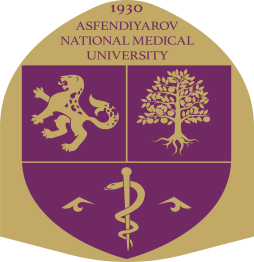 1930
ASFENDIYAROV
NATIONAL MEDICAL
UNIVERSITY